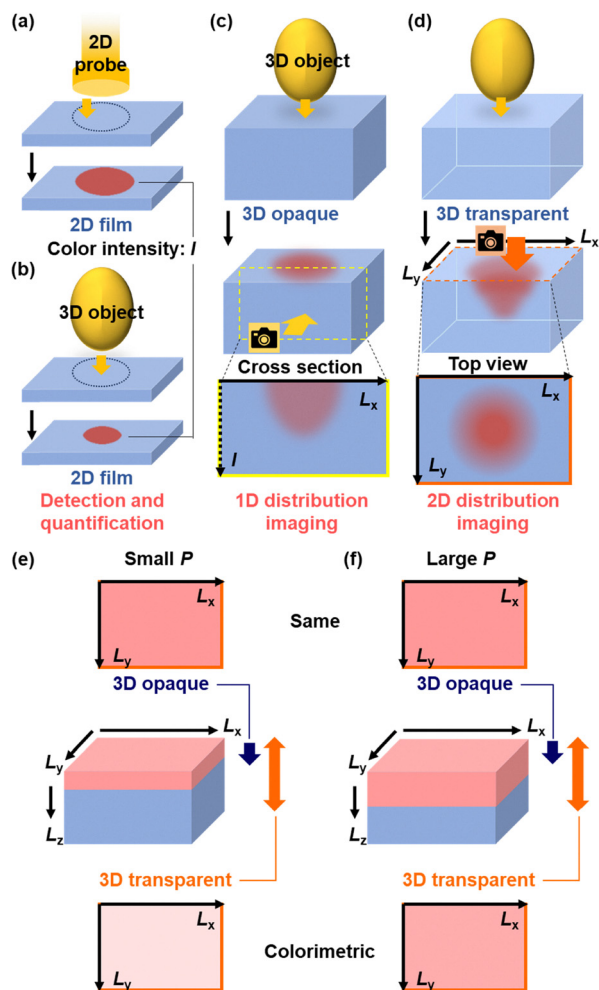 (a)
2D
probe
2D film
Color intensity: I
(b)
3D object
2D film
Detection and
quantification
(c)
3D object
3D opaque
Cross section
Lx
I
1D distribution
imaging
(d)
3D transparent
Lx
Ly
Top view
Ly
2D distribution
imaging
(e)
Small P
Lx
Ly
3D opaque
Lx
Ly
Lz
3D transparent
Lx
Ly
Same
Colorimetric
(f)
Large P
Lx
Ly
3D opaque
Lx
Ly
Lz
3D transparent
Lx
Ly